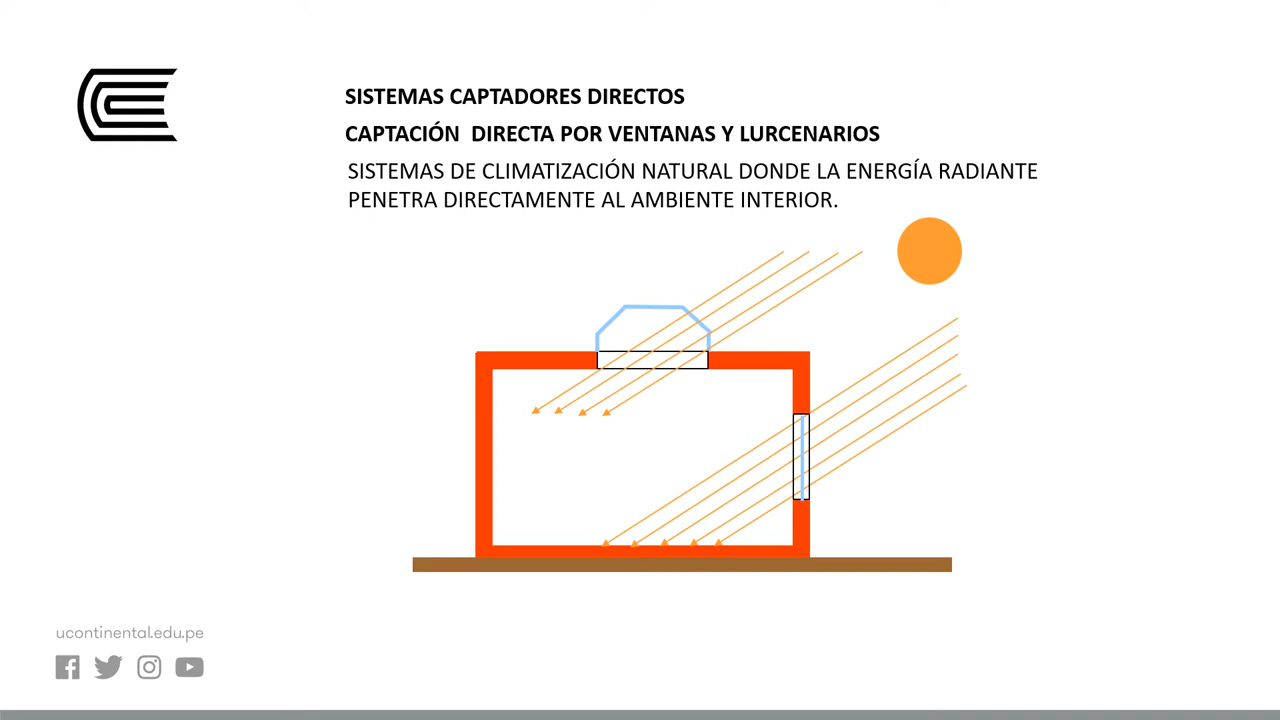 SISTEMAS CAPTADORES DIRECTOS
CAPTACIÓN DIRECTA POR VENTANAS Y LURCENARIOS
SISTEMAS DE CLIMATIZACIÓN NATURAL DONDE LA ENERGÍA RADIANTE
PENETRA DIRECTAMENTE AL AMBIENTE INTERIOR.
ucontinental.edu.pe